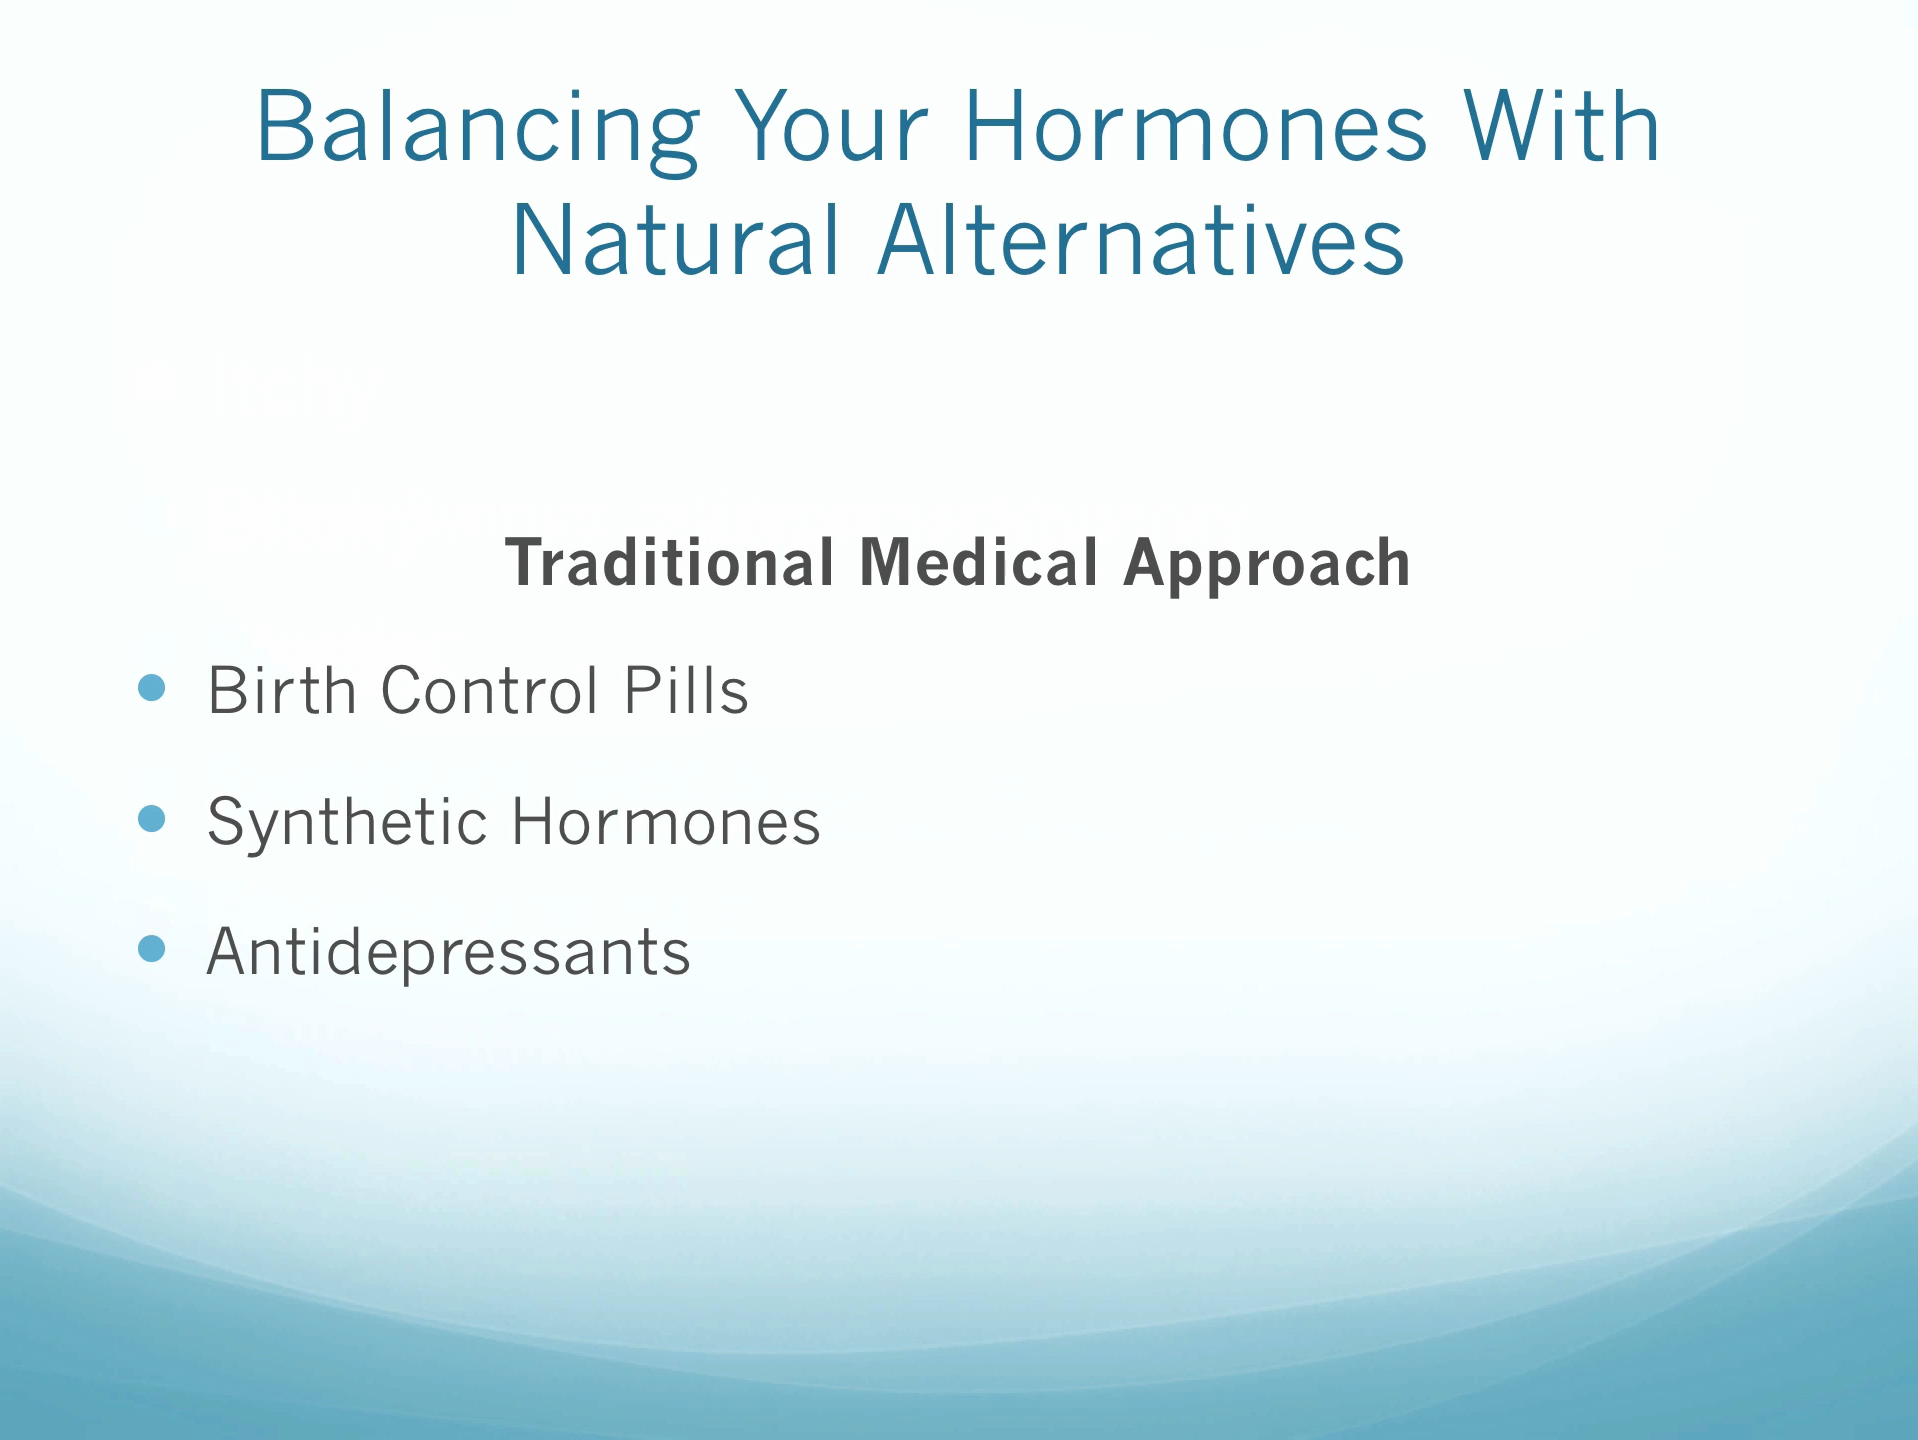 Balancing Your Hormones With
Natural Alternatives
Traditional Medical Approach
Birth Control Pills
Synthetic Hormones
Antidepressants